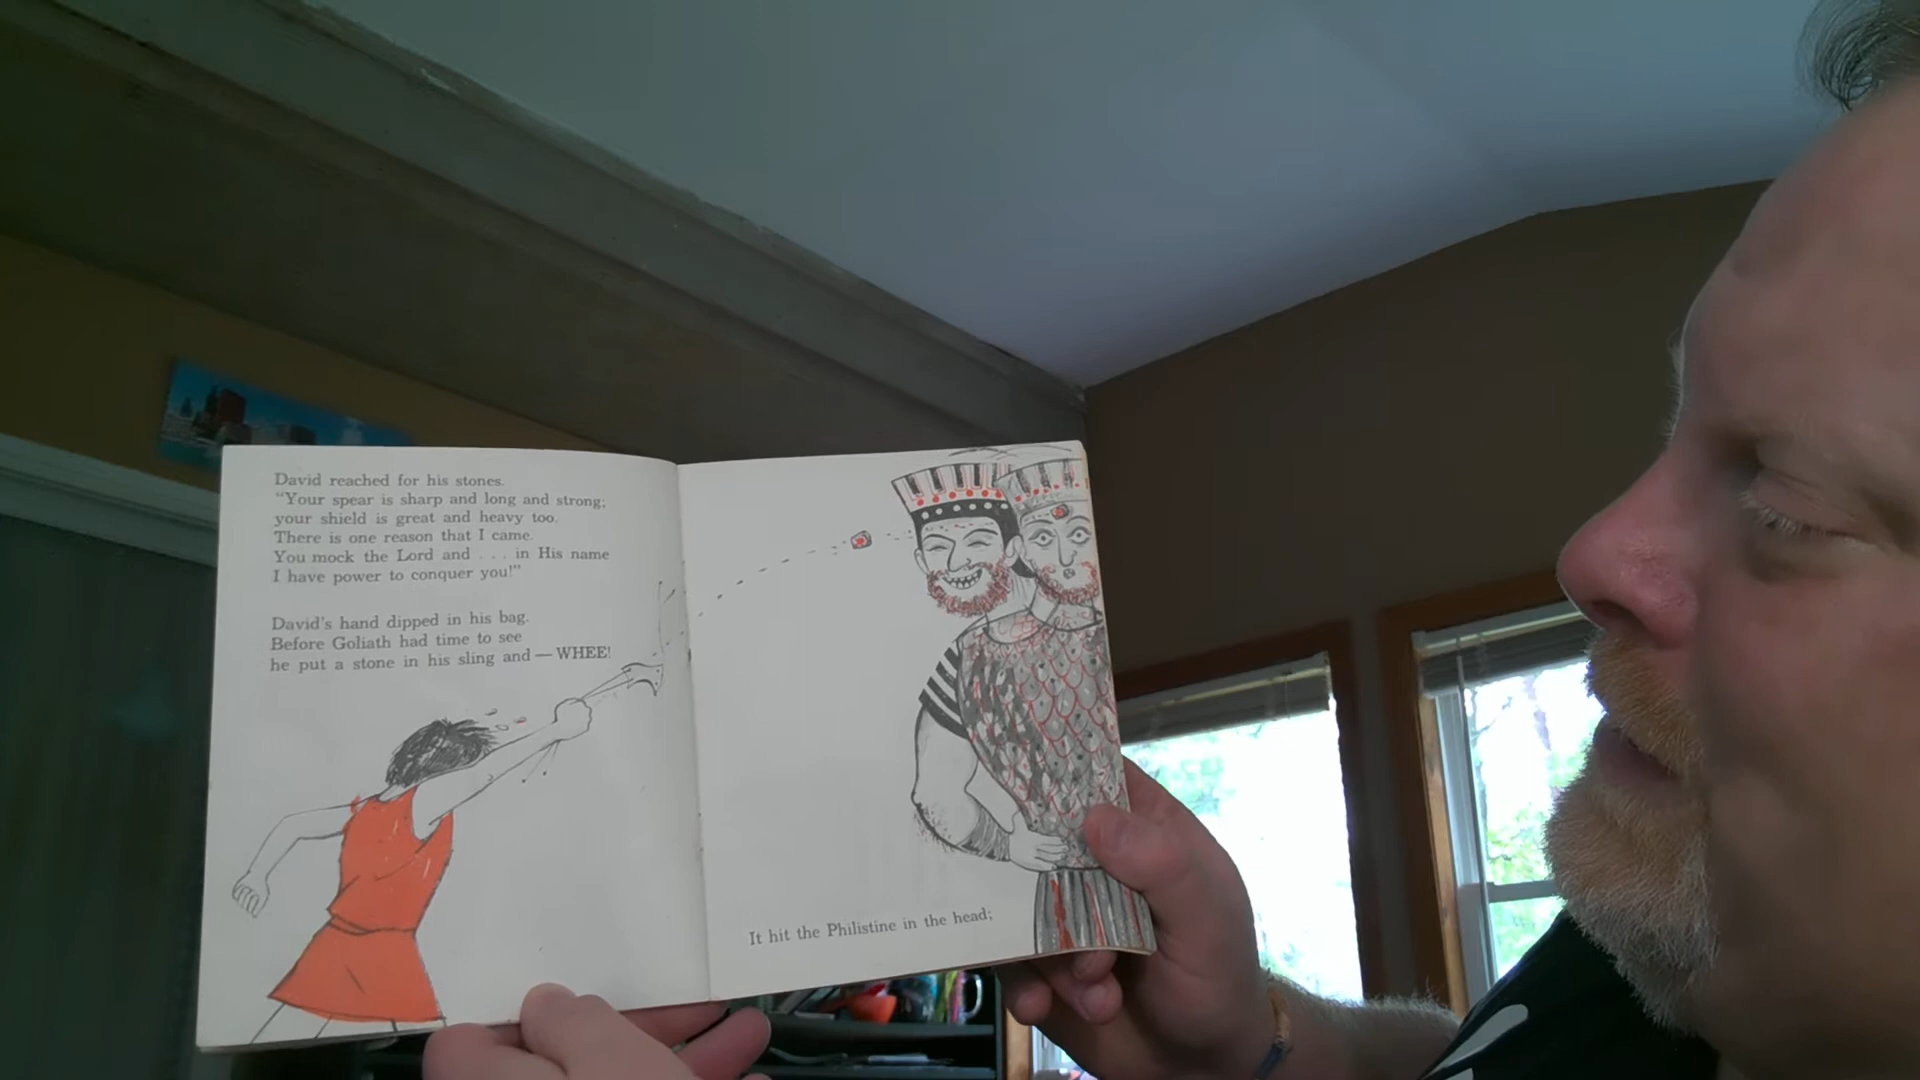 David reached for his stones.
"Your spear is sharp and long and strong;
your shield is great and heavy too.
There is one reason that I came.
You mock the Lord and . . . in His name
I have power to conquer you!"
David's hand dipped in his bag.
Before Goliath had time to see
he put a stone in his sling and — WHEE!
It hit the Philistine in the head;